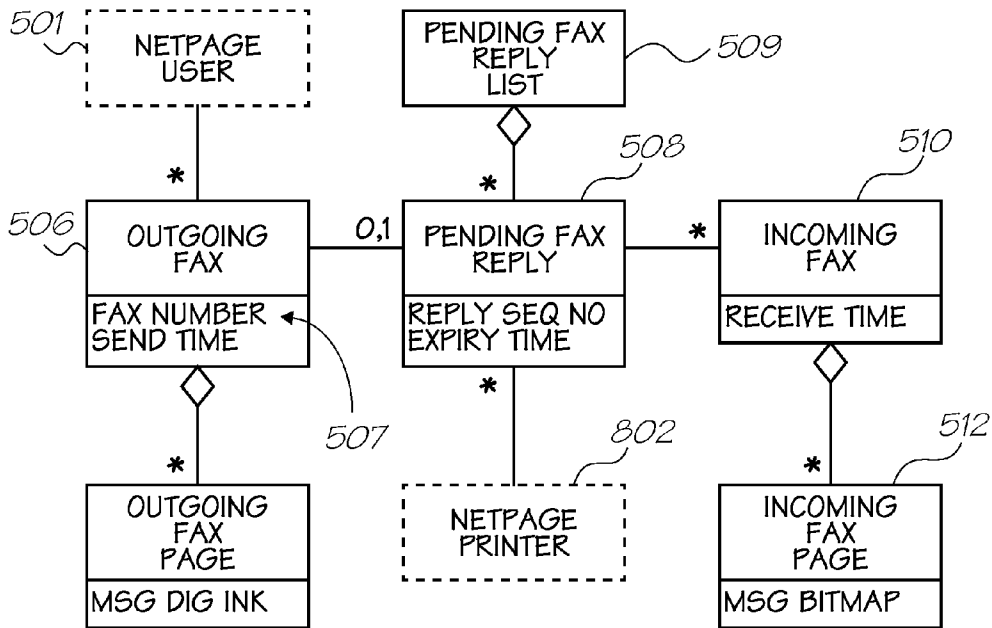 501
NETPAGE
USER
PENDING FAX
REPLY
LIST
509
*
*
508
510
506
OUTGOING
FAX
0,1
PENDING FAX
REPLY
*
INCOMING
FAX
FAX NUMBER
SEND TIME
REPLY SEQ NO
EXPIRY TIME
RECEIVE TIME
*
507
802
512
*
*
OUTGOING
FAX
PAGE
NETPAGE
PRINTER
INCOMING
FAX
PAGE
MSG DIG INK
MSG BITMAP